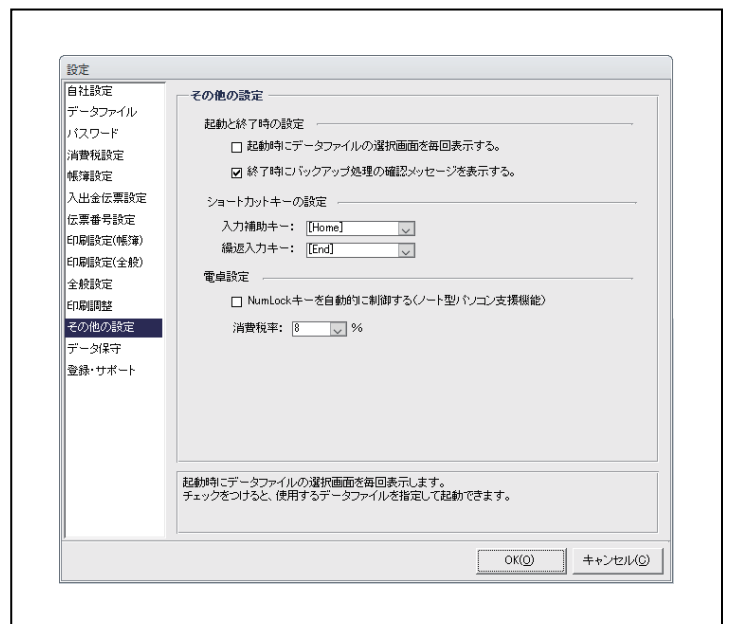 設定
自社設定
データファイル
パスワード
消費税設定
帳簿設定
入出金伝票設定
伝票番号設定
印刷設定(帳簿)
印刷設定(全般)
全般設定
印刷調整
その他の設定
データ保守
登録・サポート
その他の設定
起動と終了時の設定
起動時にデータファイルの選択画面を毎回表示する。
終了時にバックアップ処理の確認メッセージを表示する。
ショートカットキーの設定
入力補助キー: [Home]
繰返入力キー: [End]
電卓設定
NumLockキーを自動的に制御する(ノート型パソコン支援機能)
消費税率: 8 %
起動時にデータファイルの選択画面を毎回表示します。
チェックをつけると、使用するデータファイルを指定して起動できます。
OK(O) キャンセル(C)